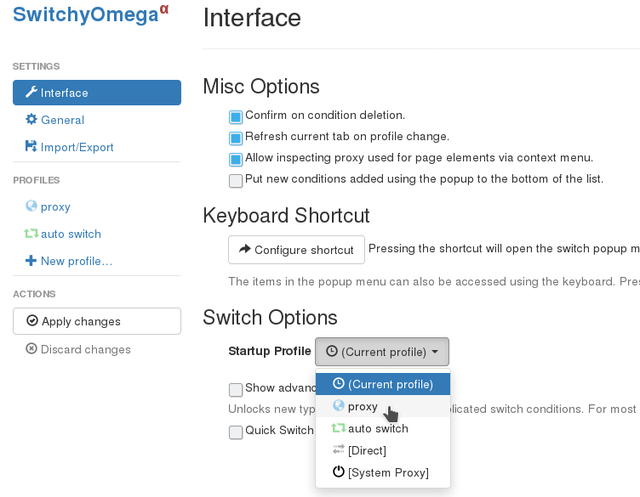 SwitchyOmegaα
Interface
SETTINGS
Interface
General
Import/Export
PROFILES
proxy
auto switch
New profile...
ACTIONS
Apply changes
Discard changes
Misc Options
Confirm on condition deletion.
Refresh current tab on profile change.
Allow inspecting proxy used for page elements via context menu.
Put new conditions added using the popup to the bottom of the list.
Keyboard Shortcut
Configure shortcut Pressing the shortcut will open the switch popup m
The items in the popup menu can also be accessed using the keyboard. Pre
Switch Options
Startup Profile (Current profile)
(Current profile)
proxy
auto switch
[Direct]
[System Proxy]
Show advanc
Unlocks new typ licated switch conditions. For most
Quick Switch